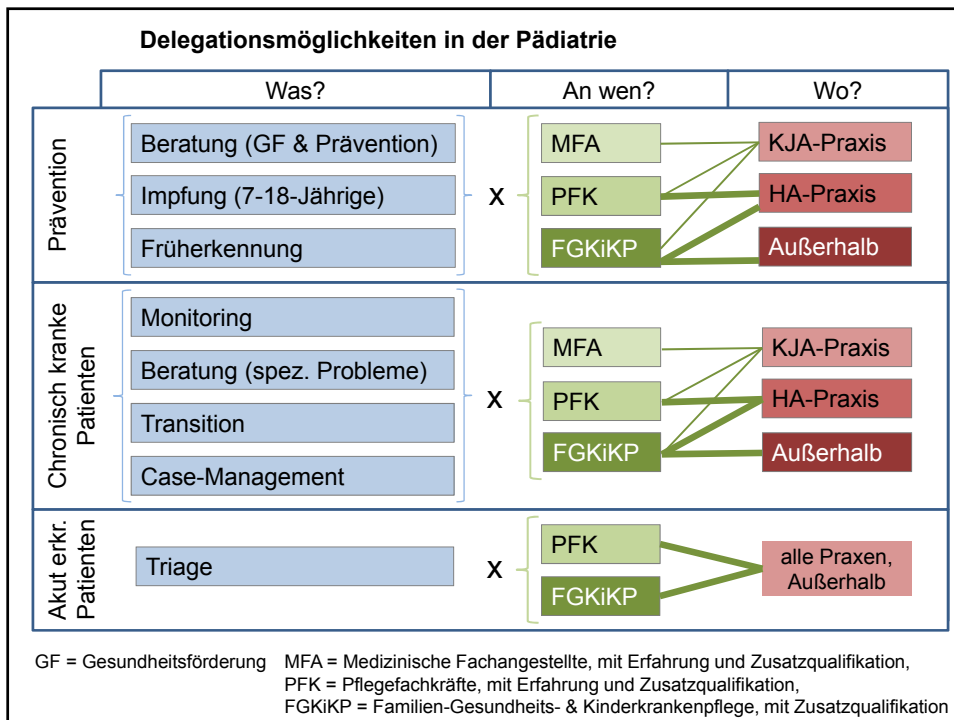 Delegationsmöglichkeiten in der Pädiatrie
Was?
An wen?
Wo?
Prävention
Beratung (GF & Prävention)
Impfung (7-18-Jährige)
Früherkennung
x
MFA
PFK
FGKiKP
KJA-Praxis
HA-Praxis
Außerhalb
Chronisch kranke
Patienten
Monitoring
Beratung (spez. Probleme)
Transition
Case-Management
x
MFA
PFK
FGKiKP
KJA-Praxis
HA-Praxis
Außerhalb
Akut erkr.
Patienten
Triage
x
PFK
FGKiKP
alle Praxen,
Außerhalb
GF = Gesundheitsförderung
MFA = Medizinische Fachangestellte, mit Erfahrung und Zusatzqualifikation,
PFK = Pflegefachkräfte, mit Erfahrung und Zusatzqualifikation,
FGKiKP = Familien-Gesundheits- & Kinderkrankenpflege, mit Zusatzqualifikation